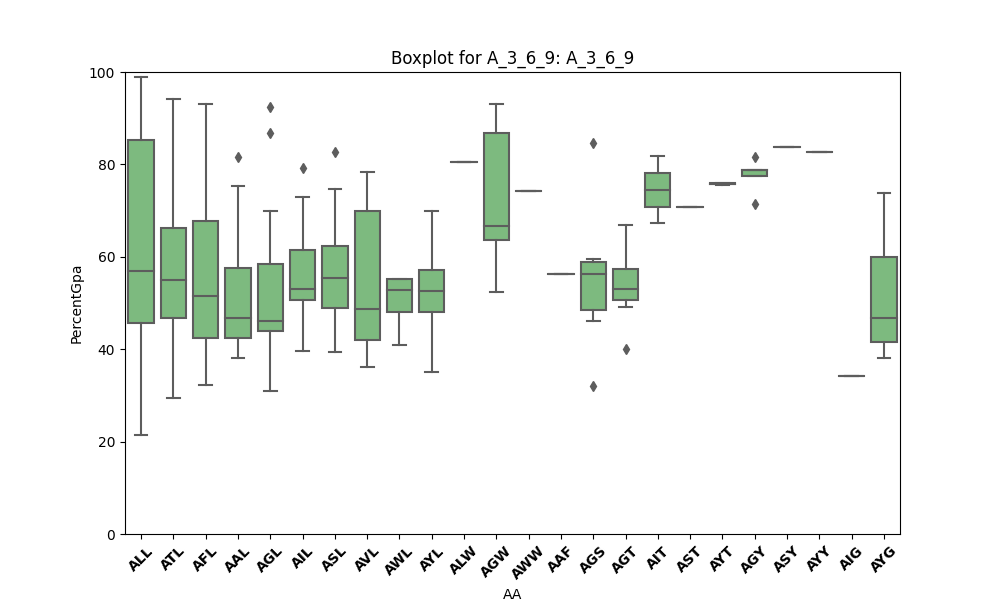 Boxplot for A_3_6_9: A_3_6_9
100
80
60
40
20
0
PercentGpa
ALL ATL AFL AAL AGL AIL ASL AVL AWL AYL ALW AGW AWW AAF AGS AGT AIT AST AYT AGY ASY AYY AIG AYG
AA